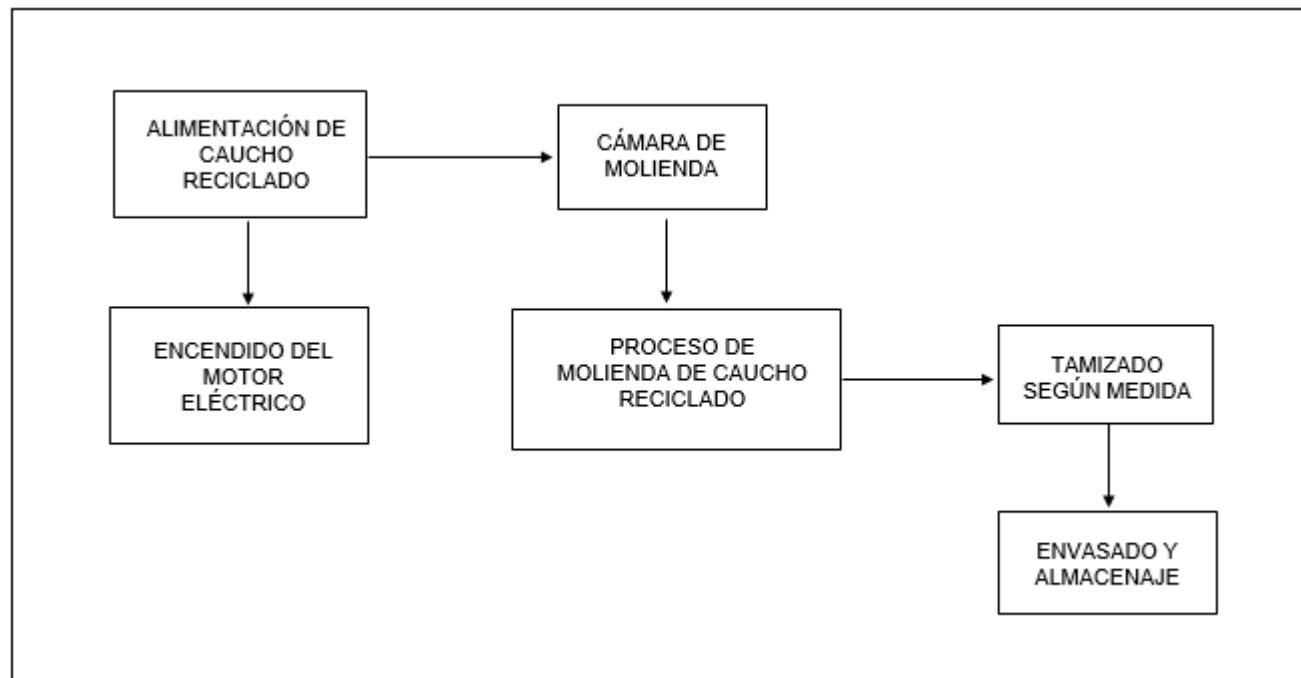 ALIMENTACIÓN DE
CAUCHO
RECICLADO
CÁMARA DE
MOLIENDA
ENCENDIDO DEL
MOTOR
ELÉCTRICO
PROCESO DE
MOLIENDA DE CAUCHO
RECICLADO
TAMIZADO
SEGÚN MEDIDA
ENVASADO Y
ALMACENAJE